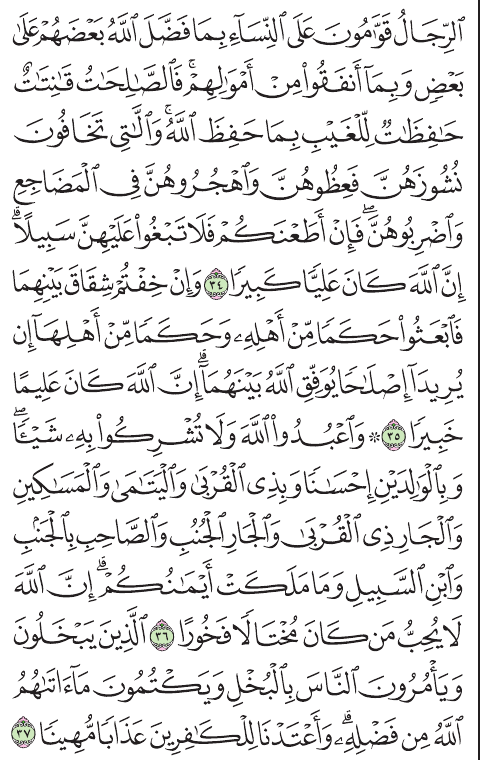 ٱلرِّجَالُ قَوَّٰمُونَ عَلَى ٱلنِّسَآءِ بِمَا فَضَّلَ ٱللَّهُ بَعۡضَهُمۡ عَلَىٰ
بَعۡضٖ وَبِمَآ أَنفَقُواْ مِنۡ أَمۡوَٰلِهِمۡۚ فَٱلصَّٰلِحَٰتُ قَٰنِتَٰتٌ
حَٰفِظَٰتٞ لِّلۡغَيۡبِ بِمَا حَفِظَ ٱللَّهُۚ وَٱلَّٰتِي تَخَافُونَ
نُشُوزَهُنَّ فَعِظُوهُنَّ وَٱهۡجُرُوهُنَّ فِي ٱلۡمَضَاجِعِ
وَٱضۡرِبُوهُنَّۖ فَإِنۡ أَطَعۡنَكُمۡ فَلَا تَبۡغُواْ عَلَيۡهِنَّ سَبِيلًاۗ
إِنَّ ٱللَّهَ كَانَ عَلِيّٗا كَبِيرٗا ٣٤ وَإِنۡ خِفۡتُمۡ شِقَاقَ بَيۡنِهِمَا
فَٱبۡعَثُواْ حَكَمٗا مِّنۡ أَهۡلِهِۦ وَحَكَمٗا مِّنۡ أَهۡلِهَآ إِن
يُرِيدَآ إِصۡلَٰحٗا يُوَفِّقِ ٱللَّهُ بَيۡنَهُمَآۗ إِنَّ ٱللَّهَ كَانَ عَلِيمًا
خَبِيرٗا ٣٥ ۞ وَٱعۡبُدُواْ ٱللَّهَ وَلَا تُشۡرِكُواْ بِهِۦ شَيۡـٔٗاۖ
وَبِٱلۡوَٰلِدَيۡنِ إِحۡسَٰنٗا وَبِذِي ٱلۡقُرۡبَىٰ وَٱلۡيَتَٰمَىٰ وَٱلۡمَسَٰكِينِ
وَٱلۡجَارِ ذِي ٱلۡقُرۡبَىٰ وَٱلۡجَارِ ٱلۡجُنُبِ وَٱلصَّاحِبِ بِٱلۡجَنۢبِ
وَٱبۡنِ ٱلسَّبِيلِ وَمَا مَلَكَتۡ أَيۡمَٰنُكُمۡۗ إِنَّ ٱللَّهَ
لَا يُحِبُّ مَن كَانَ مُخۡتَالٗا فَخُورًا ٣٦ ٱلَّذِينَ يَبۡخَلُونَ
وَيَأۡمُرُونَ ٱلنَّاسَ بِٱلۡبُخۡلِ وَيَكۡتُمُونَ مَآ ءَاتَىٰهُمُ
ٱللَّهُ مِن فَضۡلِهِۦۗ وَأَعۡتَدۡنَا لِلۡكَٰفِرِينَ عَذَابٗا مُّهِينٗا ٣٧